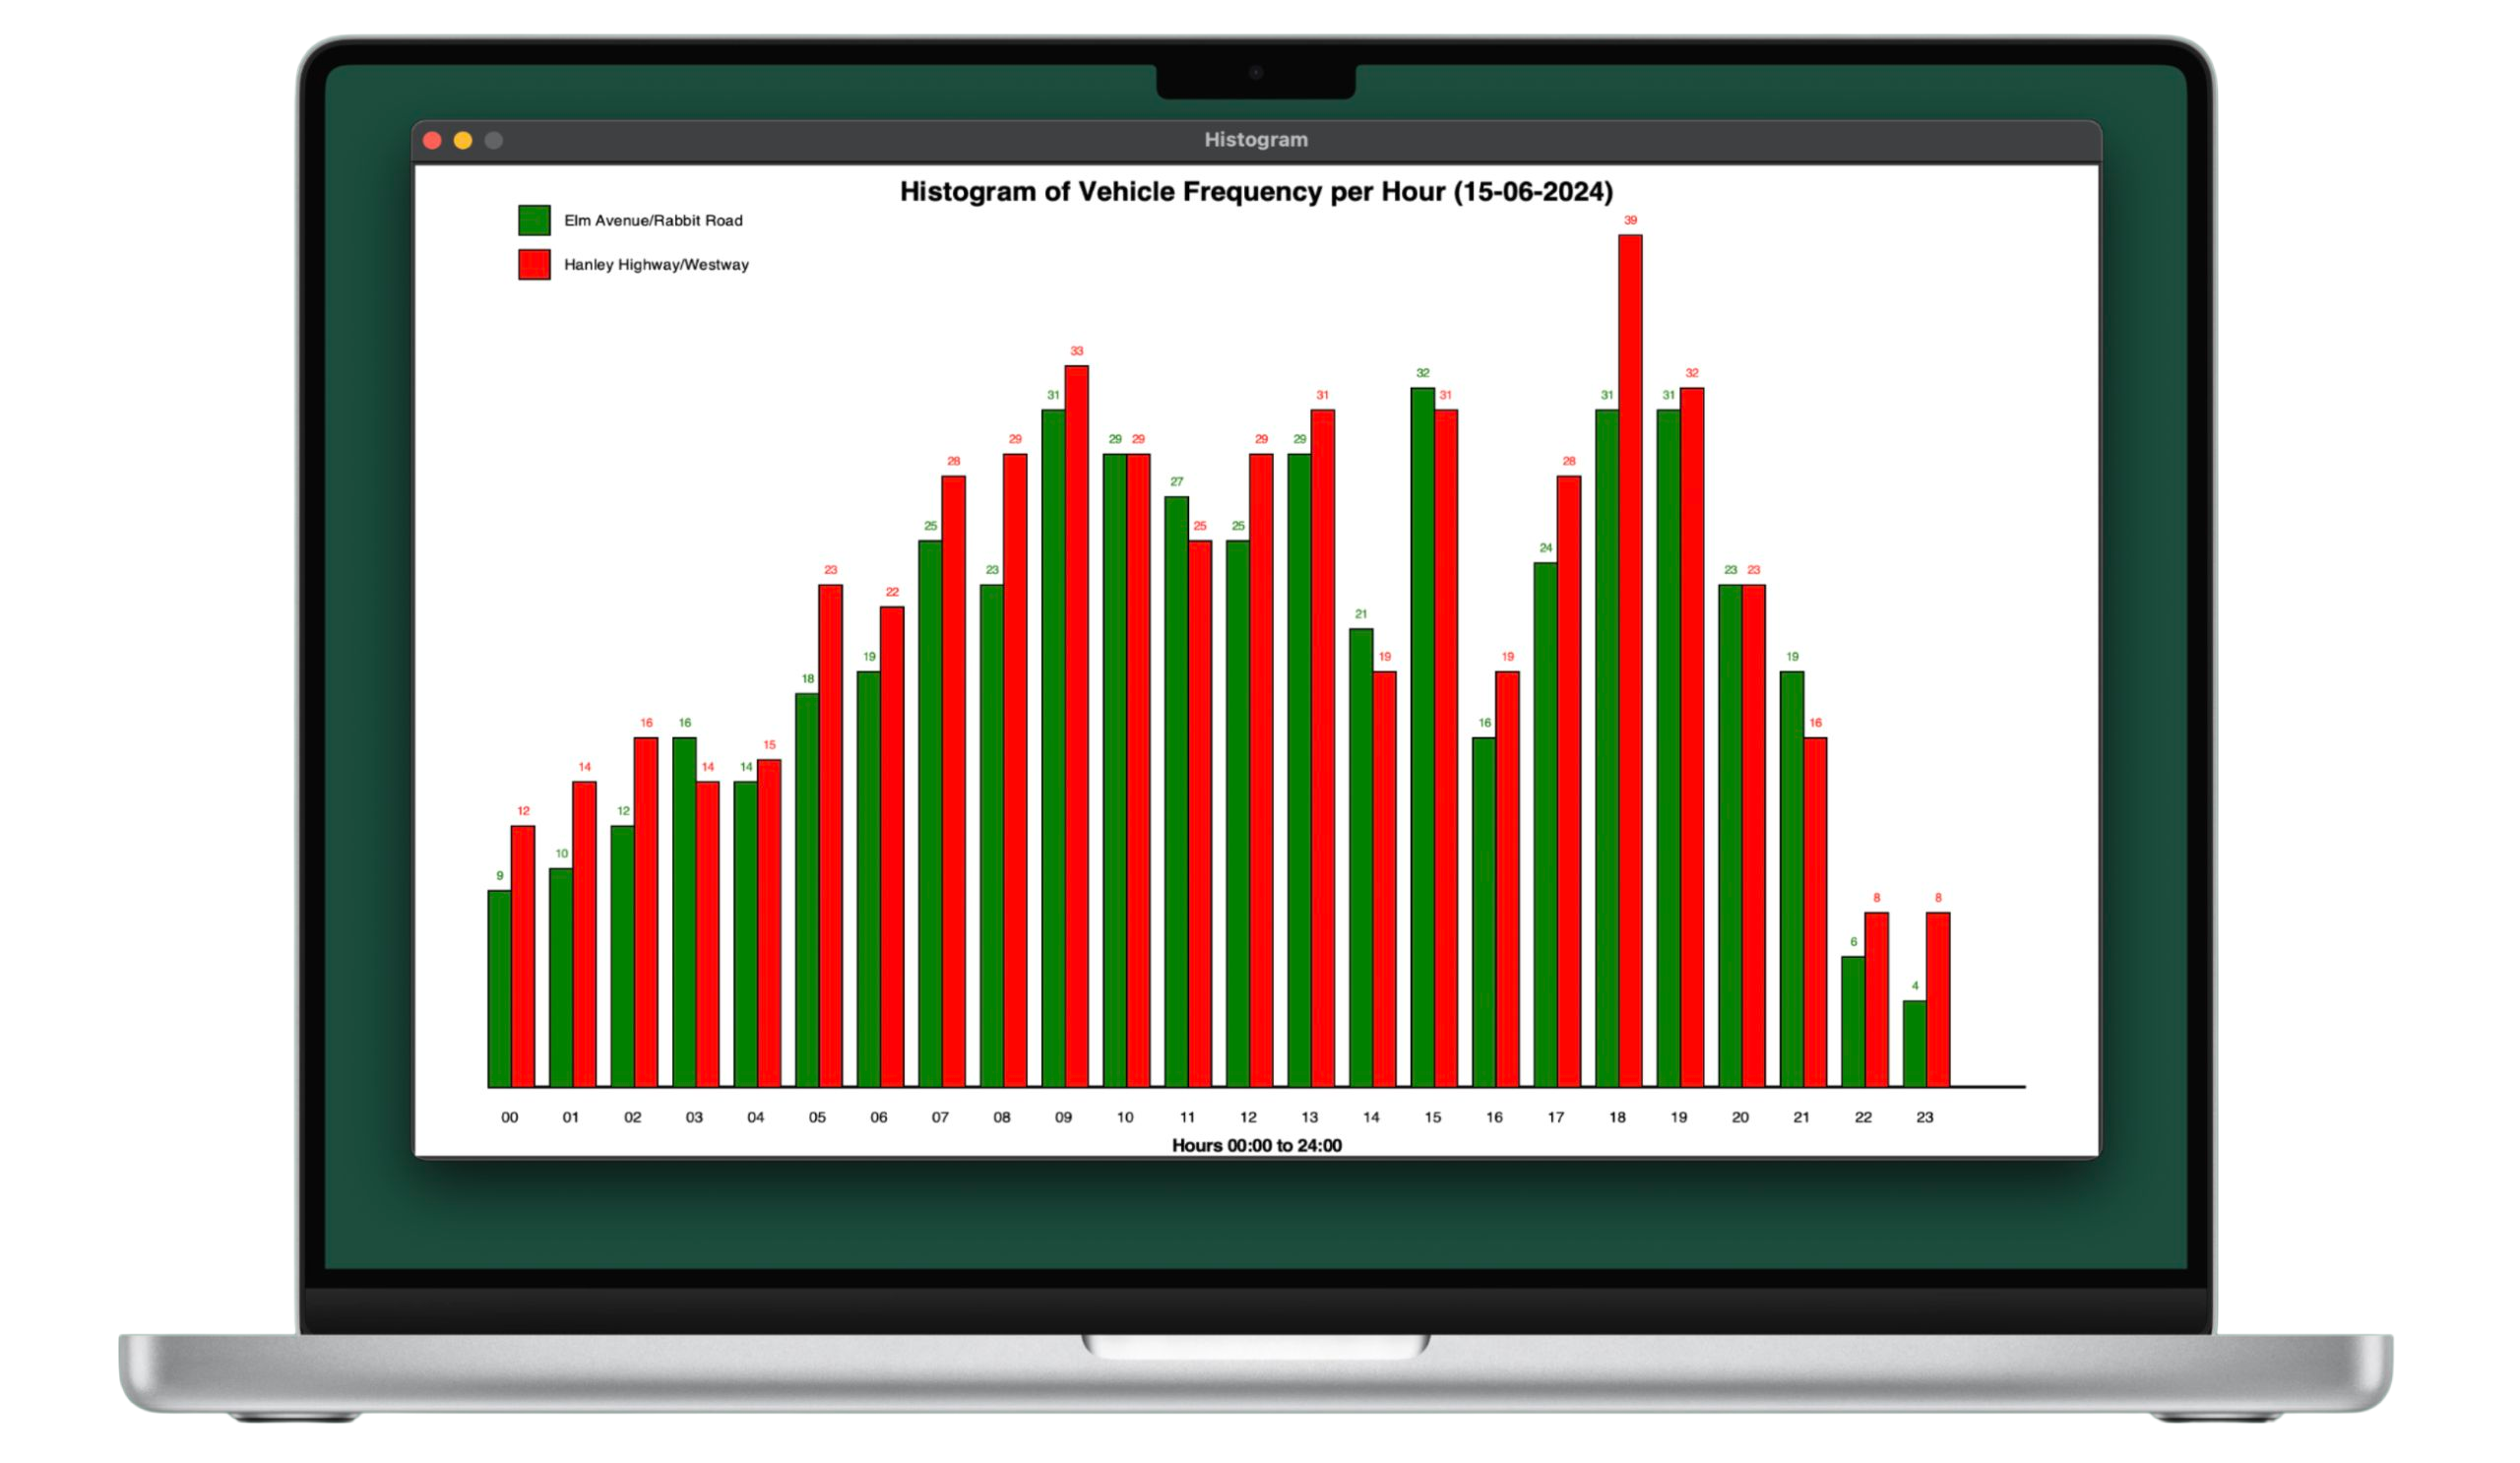 Histogram
Histogram of Vehicle Frequency per Hour (15-06-2024)
Elm Avenue/Rabbit Road
Hanley Highway/Westway
9 12 10 14 12 16 16 14 14 15 18 23 19 22 25 28 23 29 31 33 29 29 27 25 25 29 29 31 21 19 32 31 16 19 24 28 31 39 31 32 23 23 19 16 6 8 4 8
00 01 02 03 04 05 06 07 08 09 10 11 12 13 14 15 16 17 18 19 20 21 22 23
Hours 00:00 to 24:00